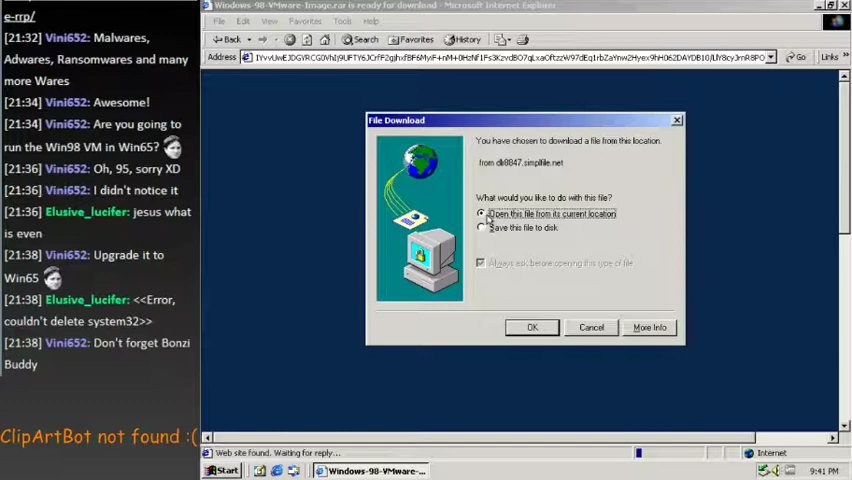 e-rrp/
[21:32] Vini652: Malwares,
Adwares, Ransomwares and many
more Wares
[21:34] Vini652: Awesome!
[21:34] Vini652: Are you going to
run the Win98 VM in Win65?
[21:36] Vini652: Oh, 95, sorry XD
[21:36] Vini652: I didn't notice it
[21:36] Elusive_lucifer: jesus what
is even
[21:38] Vini652: Upgrade it to
Win65
[21:38] Elusive_lucifer: <<Error,
couldn't delete system32>>
[21:38] Vini652: Don't forget Bonzi
Buddy
ClipArtBot not found :(
Windows-98-VMware-Image.rar is ready for download - Microsoft Internet Explorer
File Edit View Favorites Tools Help
Back Search Favorites History
Address Go Links
File Download
You have chosen to download a file from this location.
from dl8847.simplfile.net
What would you like to do with this file?
Open this file from its current location
Save this file to disk
Always ask before opening this type of file
OK Cancel More Info
Web site found. Waiting for reply... Internet
Start Windows-98-VMware-... 9:41 PM